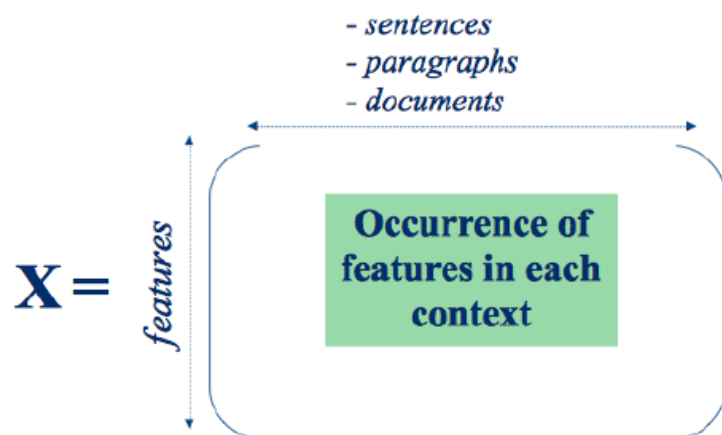 - sentences
- paragraphs
- documents
X =
features
Occurrence of
features in each
context